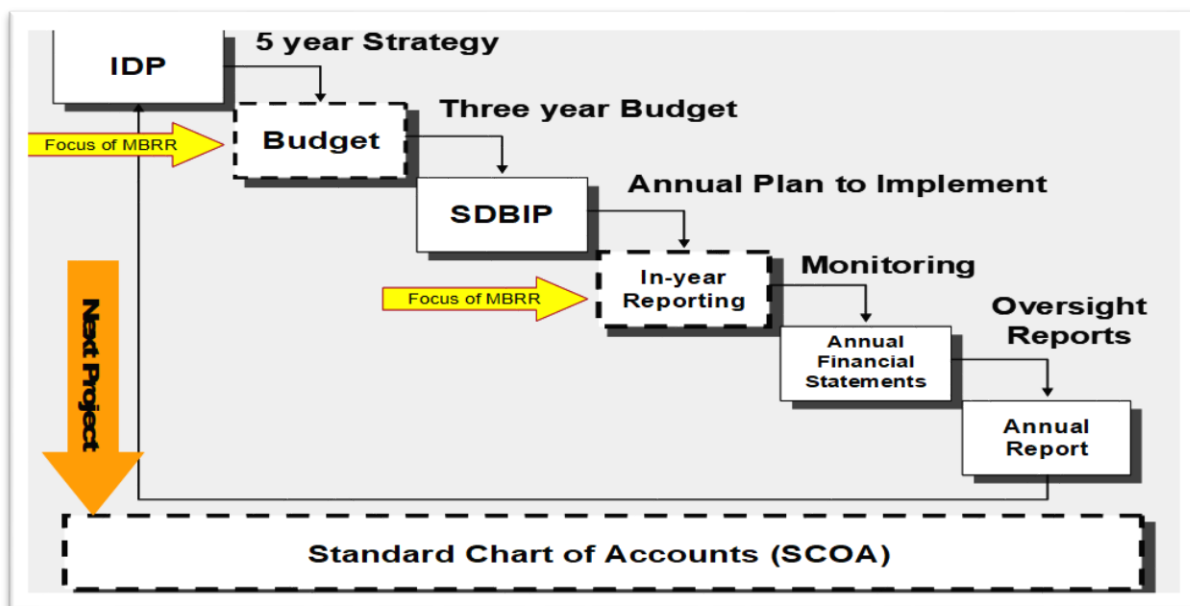 5 year Strategy
IDP
Three year Budget
Focus of MBRR
Budget
Annual Plan to Implement
SDBIP
Monitoring
In-year
Reporting
Focus of MBRR
Oversight
Reports
Next Project
Annual
Financial
Statements
Annual
Report
Standard Chart of Accounts (SCOA)